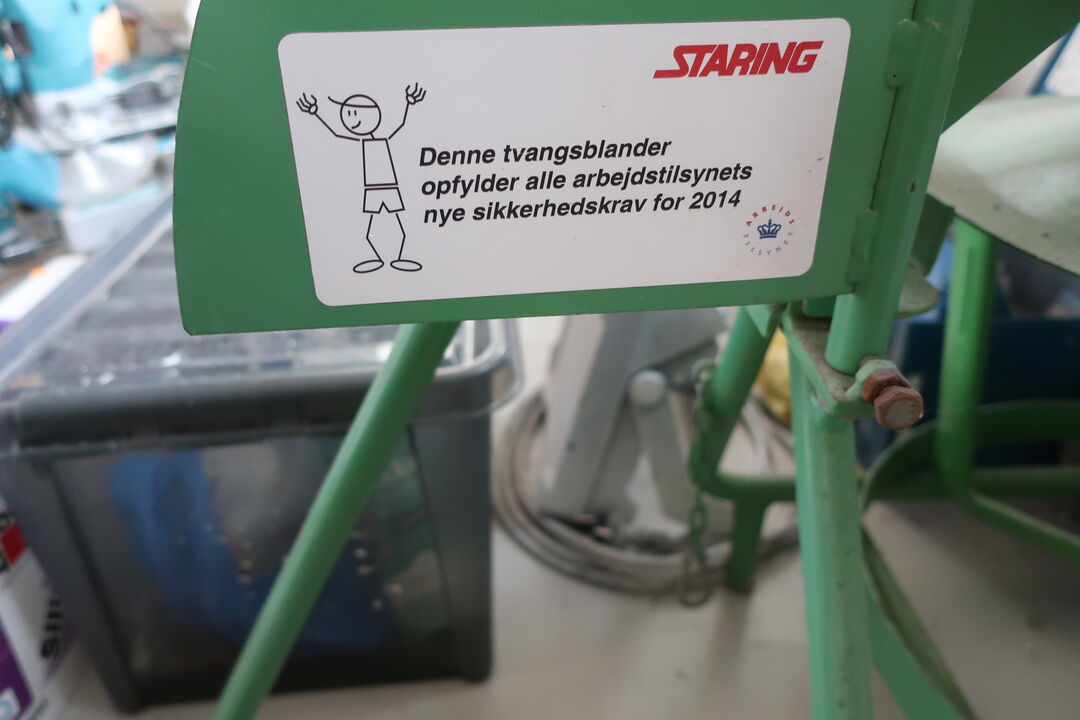 STARING
Denne tvangsblander
opfylder alle arbejdstilsynets
nye sikkerhedskrav for 2014
ARBEJDS
TILSYNET